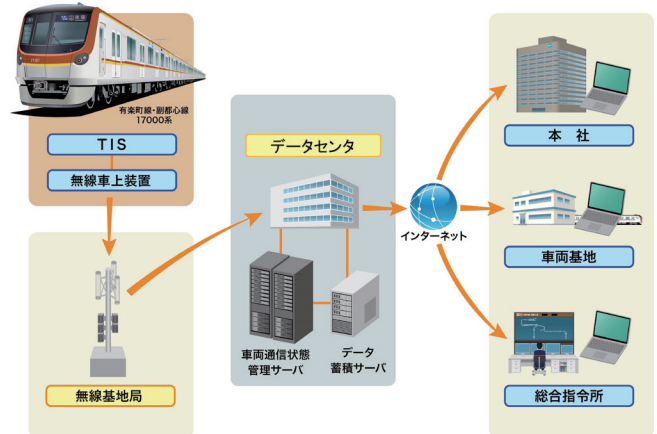 有楽町線・副都心線
17000系
TIS
無線車上装置
無線基地局
データセンタ
車両通信状態
管理サーバ
データ
蓄積サーバ
インターネット
本 社
車両基地
総合指令所